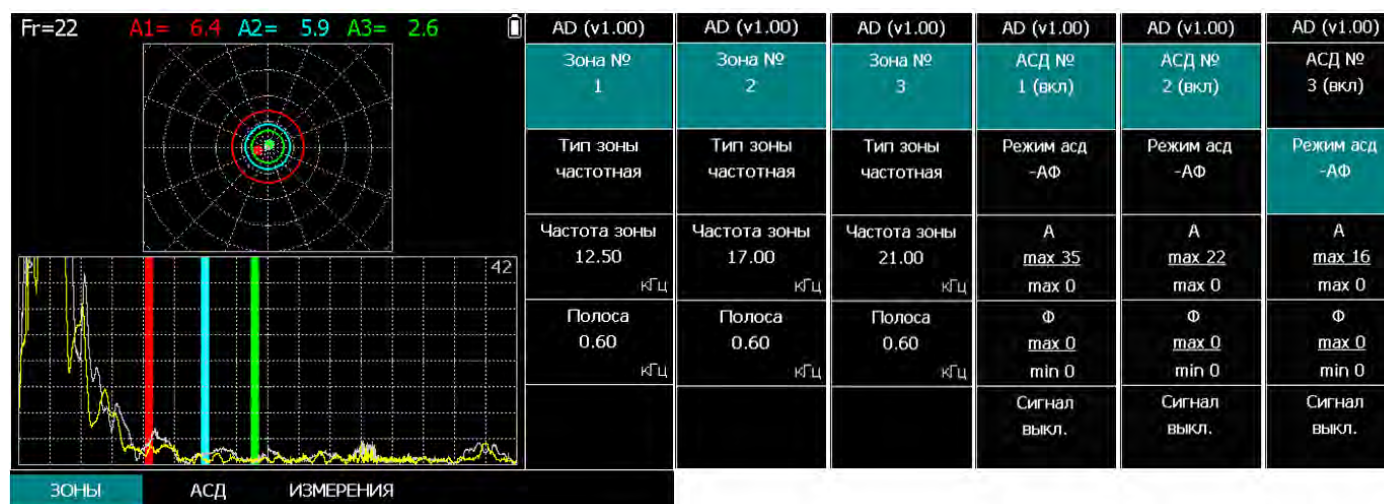 Fr=22 A1= 6.4 A2= 5.9 A3= 2.6
42
ЗОНЫ АСД ИЗМЕРЕНИЯ
AD (v1.00)
Зона №
1
Тип зоны
частотная
Частота зоны
12.50
кГц
Полоса
0.60
кГц
AD (v1.00)
Зона №
2
Тип зоны
частотная
Частота зоны
17.00
кГц
Полоса
0.60
кГц
AD (v1.00)
Зона №
3
Тип зоны
частотная
Частота зоны
21.00
кГц
Полоса
0.60
кГц
AD (v1.00)
АСД №
1 (вкл)
Режим асд
-АФ
А
max 35
max 0
Ф
max 0
min 0
Сигнал
выкл.
AD (v1.00)
АСД №
2 (вкл)
Режим асд
-АФ
А
max 22
max 0
Ф
max 0
min 0
Сигнал
выкл.
AD (v1.00)
АСД №
3 (вкл)
Режим асд
-АФ
А
max 16
max 0
Ф
max 0
min 0
Сигнал
выкл.